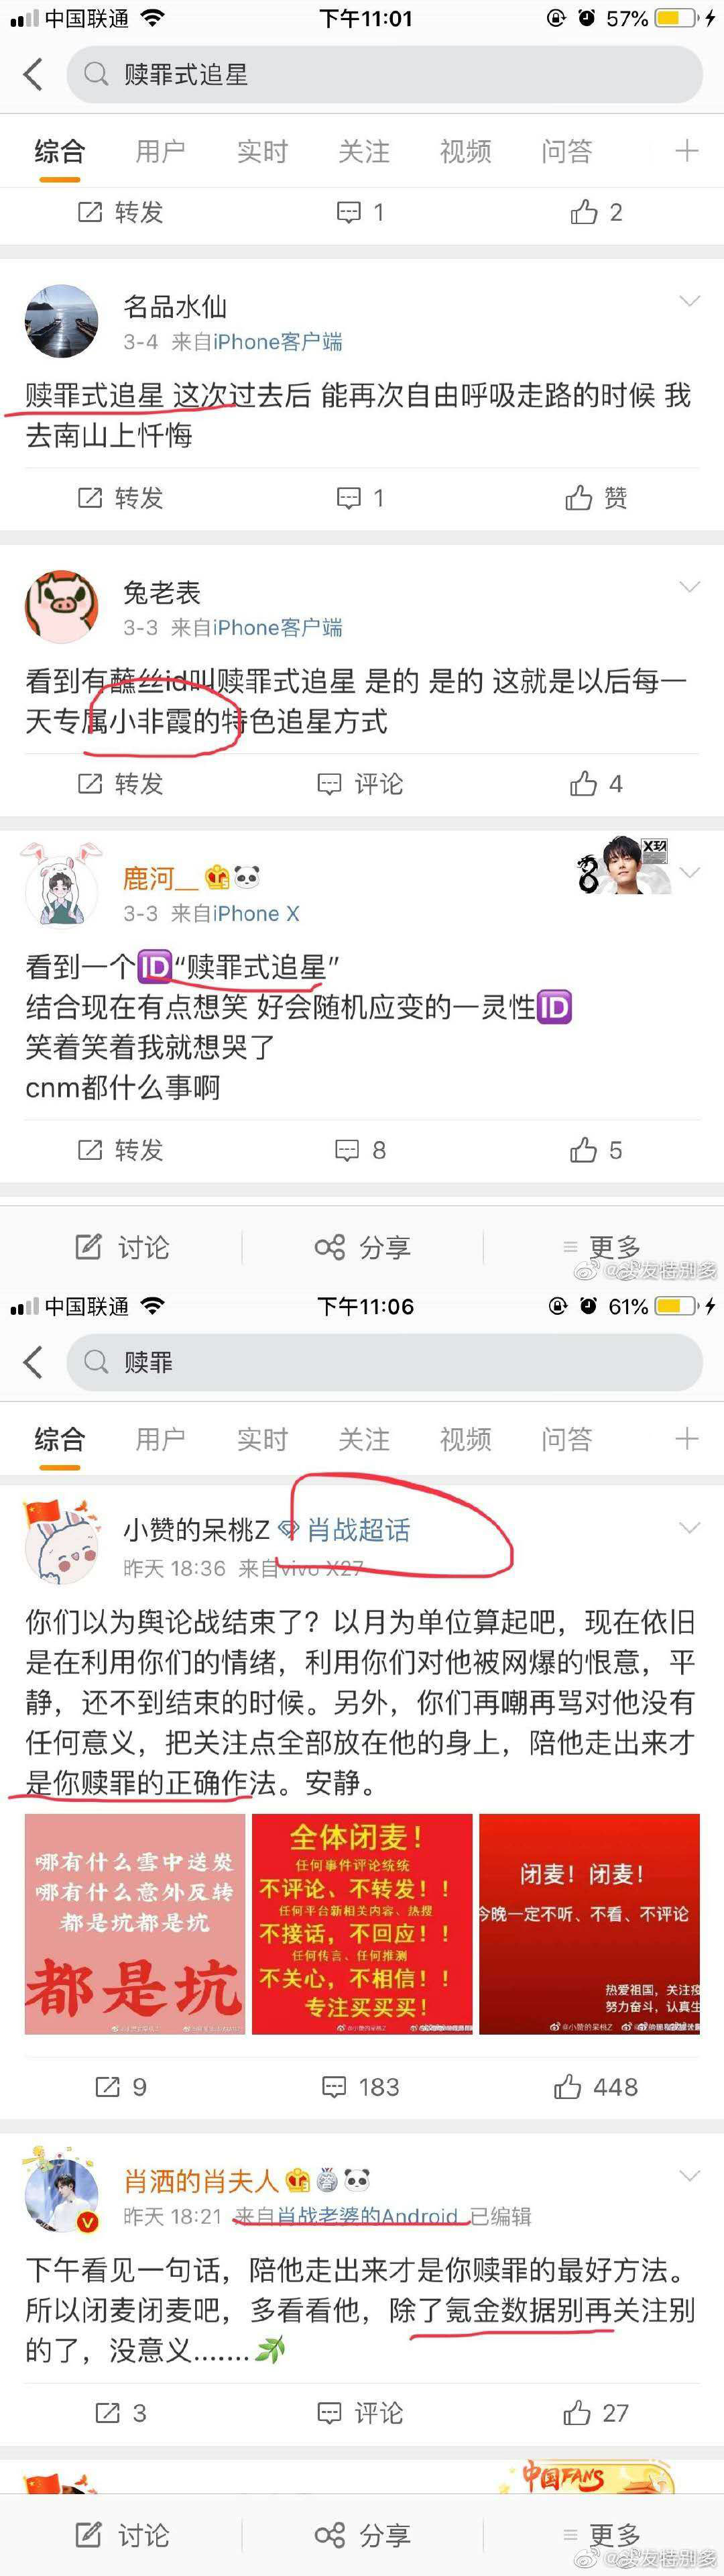 中国联通
下午11:01
57%
赎罪式追星
综合 用户 实时 关注 视频 问答
转发 1 2
名品水仙
3-4 来自iPhone客户端
赎罪式追星 这次过去后 能再次自由呼吸走路的时候 我
去南山上忏悔
转发 1 赞
兔老表
3-3 来自iPhone客户端
看到有蘸丝id叫赎罪式追星 是的 是的 这就是以后每一
天专属小非霞的特色追星方式
转发 评论 4
鹿河__
X玖
3-3 来自iPhone X
看到一个ID“赎罪式追星”
结合现在有点想笑 好会随机应变的一灵性ID
笑着笑着我就想哭了
cnm都什么事啊
转发 8 5
讨论 分享 更多
友特别多
中国联通
下午11:06
61%
赎罪
综合 用户 实时 关注 视频 问答
小赞的呆桃Z 肖战超话
昨天 18:36 来自vivo X27
你们以为舆论战结束了？以月为单位算起吧，现在依旧
是在利用你们的情绪，利用你们对他被网爆的恨意，平
静，还不到结束的时候。另外，你们再嘲再骂对他没有
任何意义，把关注点全部放在他的身上，陪他走出来才
是你赎罪的正确作法。安静。
哪有什么雪中送炭
哪有什么意外反转
都是坑都是坑
都是坑
全体闭麦！
任何事件评论统统
不评论、不转发！！
任何平台新相关内容、热搜
不接话，不回应！！
任何传言、任何推测
不关心，不相信！！
专注买买买！
@小赞的呆桃Z
闭麦！闭麦！
今晚一定不听、不看、不评论
热爱祖国，关注疫
努力奋斗，认真生
@小赞的呆桃Z
9 183 448
肖洒的肖夫人
昨天 18:21 来自肖战老婆的Android 已编辑
下午看见一句话，陪他走出来才是你赎罪的最好方法。
所以闭麦闭麦吧，多看看他，除了氪金数据别再关注别
的了，没意义.......
3 评论 27
中国FANS
讨论 分享 更多
友特别多